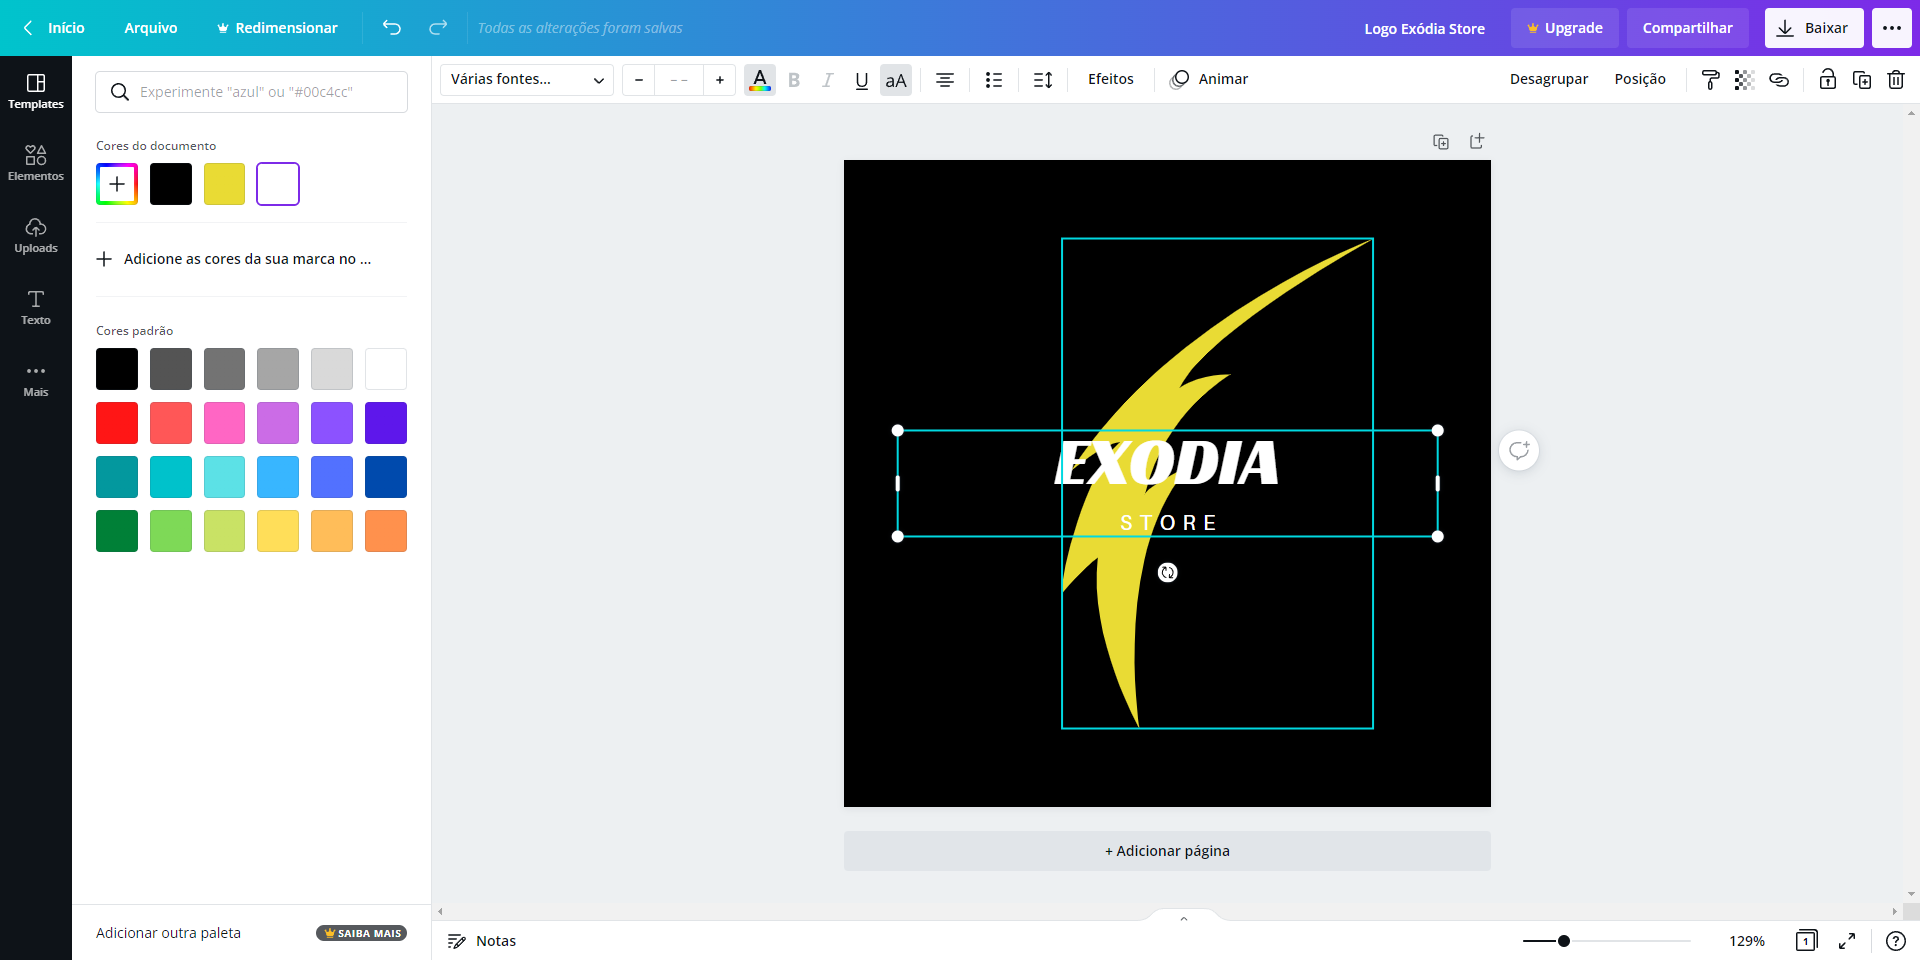 Início
Arquivo
Redimensionar
Todas as alterações foram salvas
Logo Exódia Store
Upgrade
Compartilhar
Baixar
Templates
Elementos
Uploads
Texto
Mais
Experimente "azul" ou "#00c4cc"
Cores do documento
Adicione as cores da sua marca no ...
Cores padrão
Adicionar outra paleta
SAIBA MAIS
Várias fontes...
– -- +
A B I U aA
Efeitos
Animar
Desagrupar
Posição
EXODIA
STORE
+ Adicionar página
Notas
129%
1
?